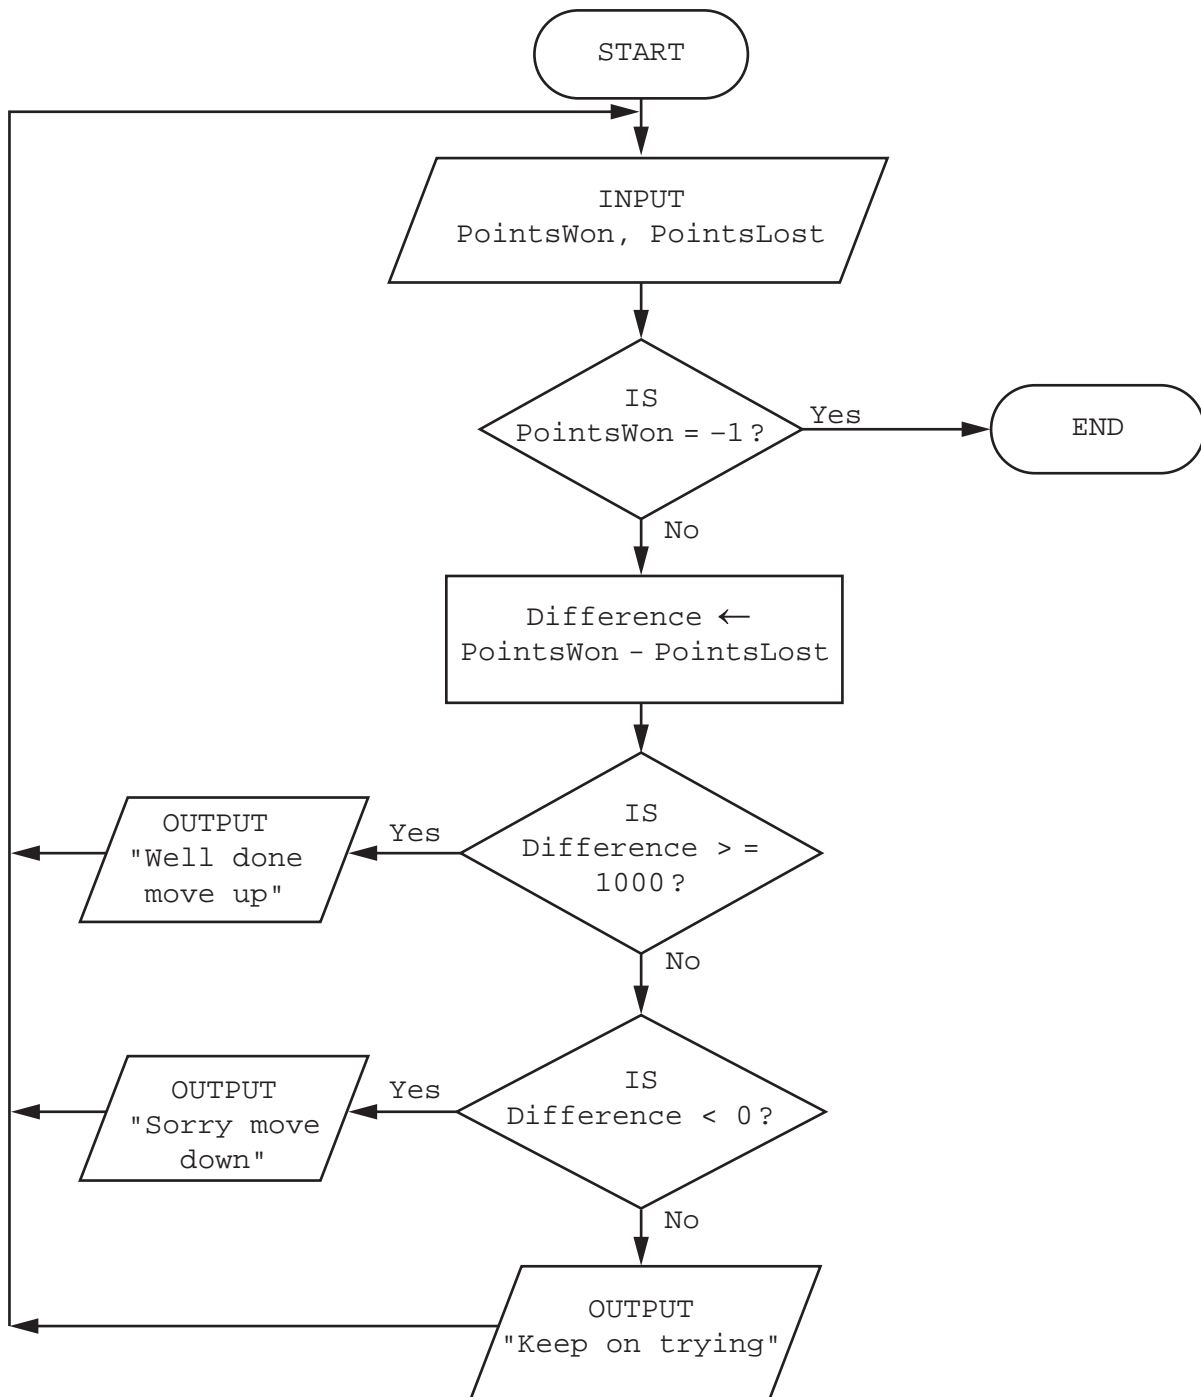 START
INPUT
PointsWon, PointsLost
IS
PointsWon = –1 ?
Yes
END
No
Difference ←
PointsWon – PointsLost
IS
Difference > =
1000 ?
Yes
OUTPUT
"Well done
move up"
No
IS
Difference < 0 ?
Yes
OUTPUT
"Sorry move
down"
No
OUTPUT
"Keep on trying"